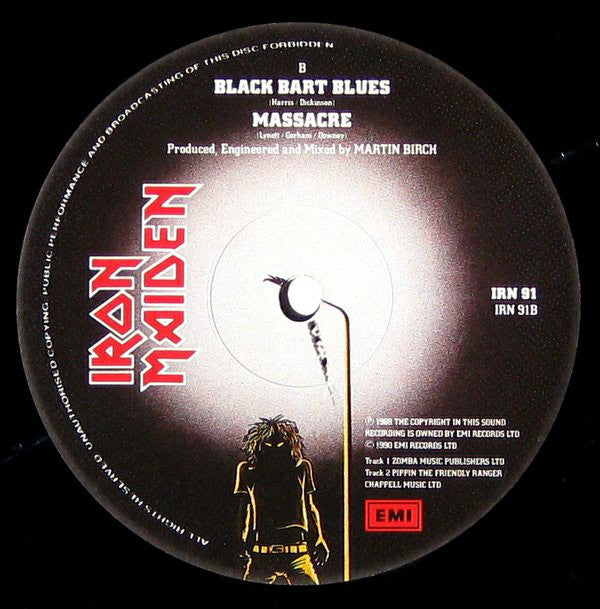 UNAUTHORISED COPYING, PUBLIC PERFORMANCE AND BROADCASTING OF THIS DISC FORBIDDEN
ALL RIGHTS RESERVED
B
BLACK BART BLUES
(Harris / Dickinson)
MASSACRE
(Lynott / Gorham / Downey)
Produced, Engineered and Mixed by MARTIN BIRCH
IRON
MAIDEN
IRN 91
IRN 91B
Ⓟ 1988 THE COPYRIGHT IN THIS SOUND
RECORDING IS OWNED BY EMI RECORDS LTD
© 1990 EMI RECORDS LTD
Track 1 ZOMBA MUSIC PUBLISHERS LTD
Track 2 PIPPIN THE FRIENDLY RANGER/
CHAPPELL MUSIC LTD
EMI